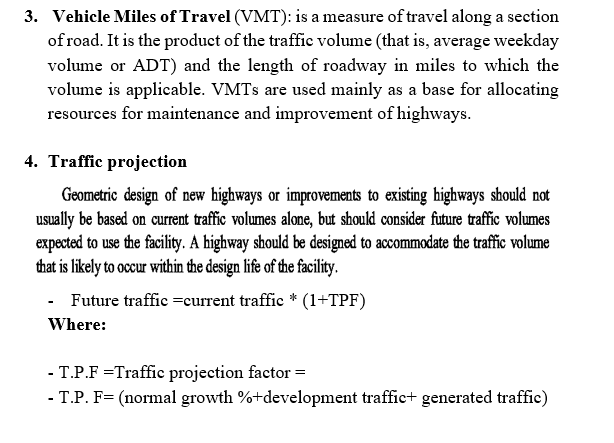 3. Vehicle Miles of Travel (VMT): is a measure of travel along a section
of road. It is the product of the traffic volume (that is, average weekday
volume or ADT) and the length of roadway in miles to which the
volume is applicable. VMTs are used mainly as a base for allocating
resources for maintenance and improvement of highways.
4. Traffic projection
Geometric design of new highways or improvements to existing highways should not
usually be based on current traffic volumes alone, but should consider future traffic volumes
expected to use the facility. A highway should be designed to accommodate the traffic volume
that is likely to occur within the design life of the facility.
- Future traffic =current traffic * (1+TPF)
Where:
- T.P.F =Traffic projection factor =
- T.P. F= (normal growth %+development traffic+ generated traffic)